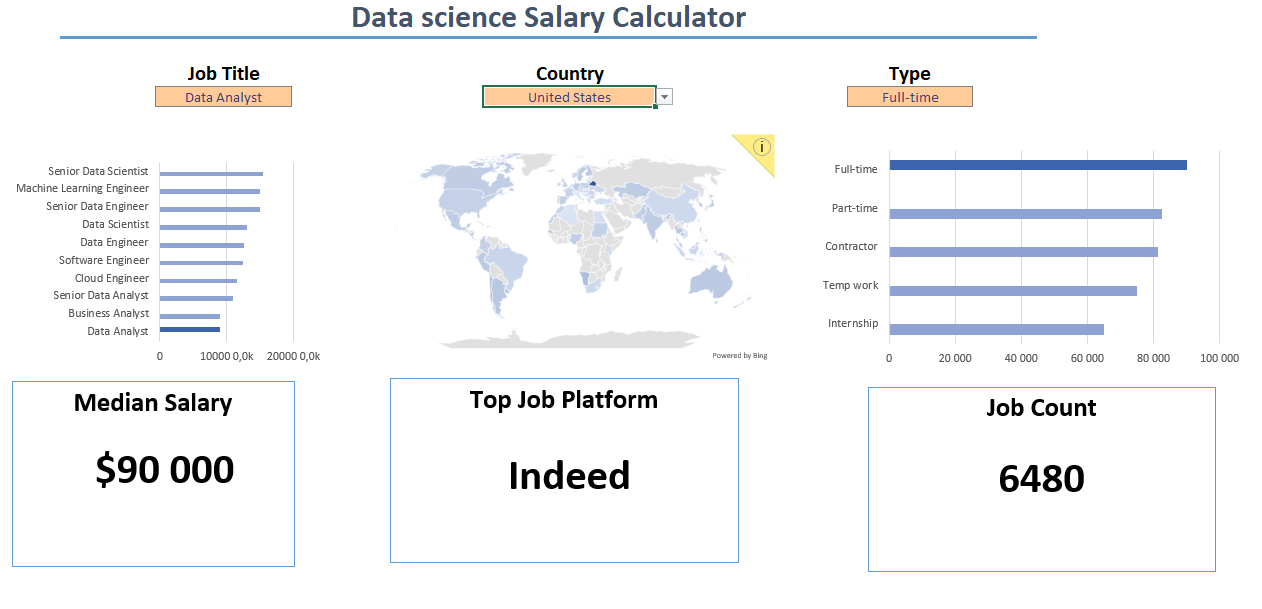 Data science Salary Calculator
Job Title
Data Analyst
Country
United States
Type
Full-time
Senior Data Scientist
Machine Learning Engineer
Senior Data Engineer
Data Scientist
Data Engineer
Software Engineer
Cloud Engineer
Senior Data Analyst
Business Analyst
Data Analyst
0 10000 0,0k 20000 0,0k
i
Powered by Bing
Full-time
Part-time
Contractor
Temp work
Internship
0 20 000 40 000 60 000 80 000 100 000
Median Salary
$90 000
Top Job Platform
Indeed
Job Count
6480